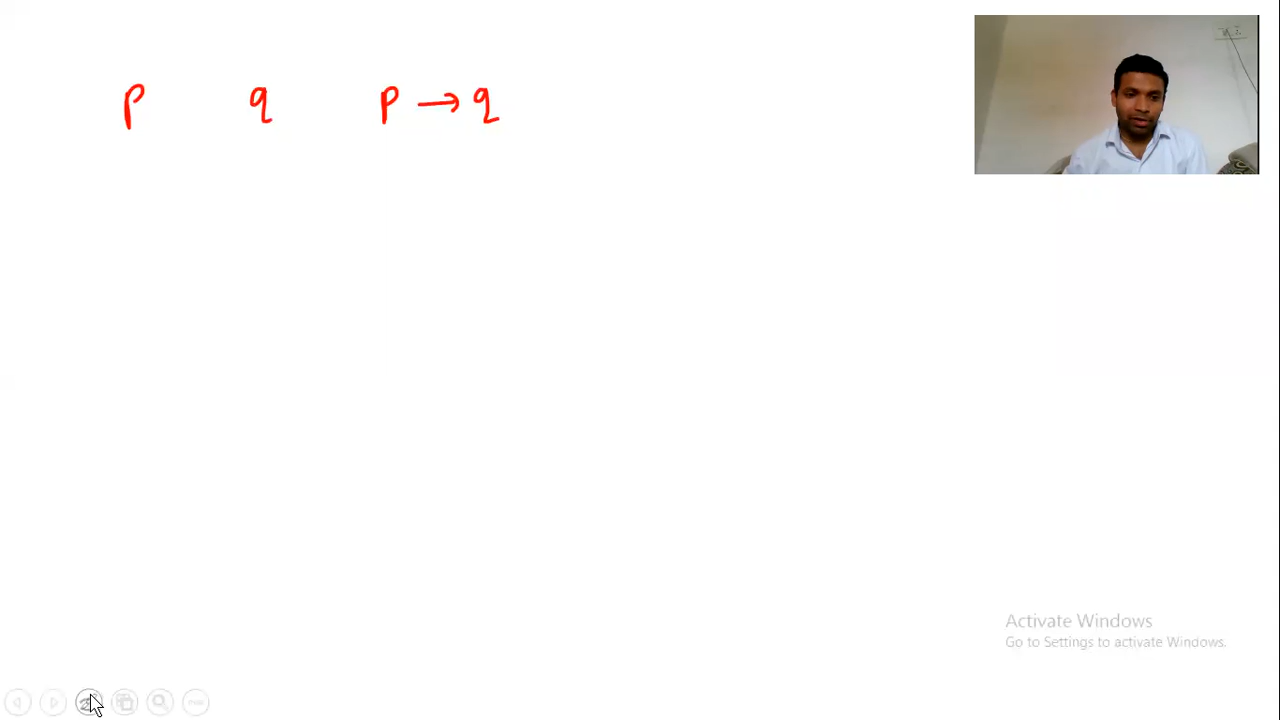 p q p → q
Activate Windows
Go to Settings to activate Windows.